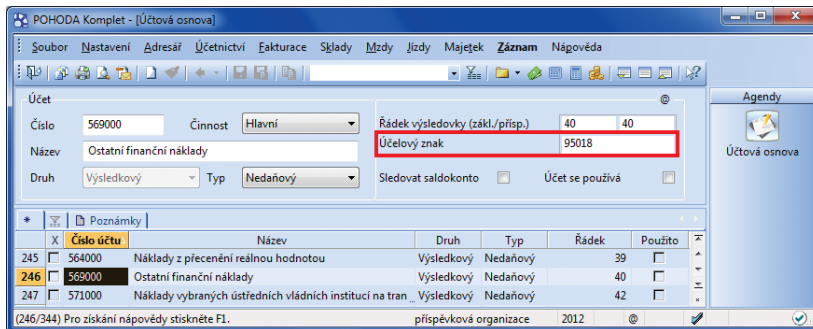 POHODA Komplet - [Účtová osnova]
Soubor Nastavení Adresář Účetnictví Fakturace Sklady Mzdy Jízdy Majetek Záznam Nápověda
Účet @
Číslo 569000 Činnost Hlavní Řádek výsledovky (zákl./přísp.) 40 40
Název Ostatní finanční náklady Účelový znak 95018
Druh Výsledkový Typ Nedaňový Sledovat saldokonto Účet se používá
Agendy
Účtová osnova
* Poznámky
X Číslo účtu Název Druh Typ Řádek Použito
245 564000 Náklady z přecenění reálnou hodnotou Výsledkový Nedaňový 39
246 569000 Ostatní finanční náklady Výsledkový Nedaňový 40
247 571000 Náklady vybraných ústředních vládních institucí na tran... Výsledkový Nedaňový 42
(246/344) Pro získání nápovědy stiskněte F1. příspěvková organizace 2012 @